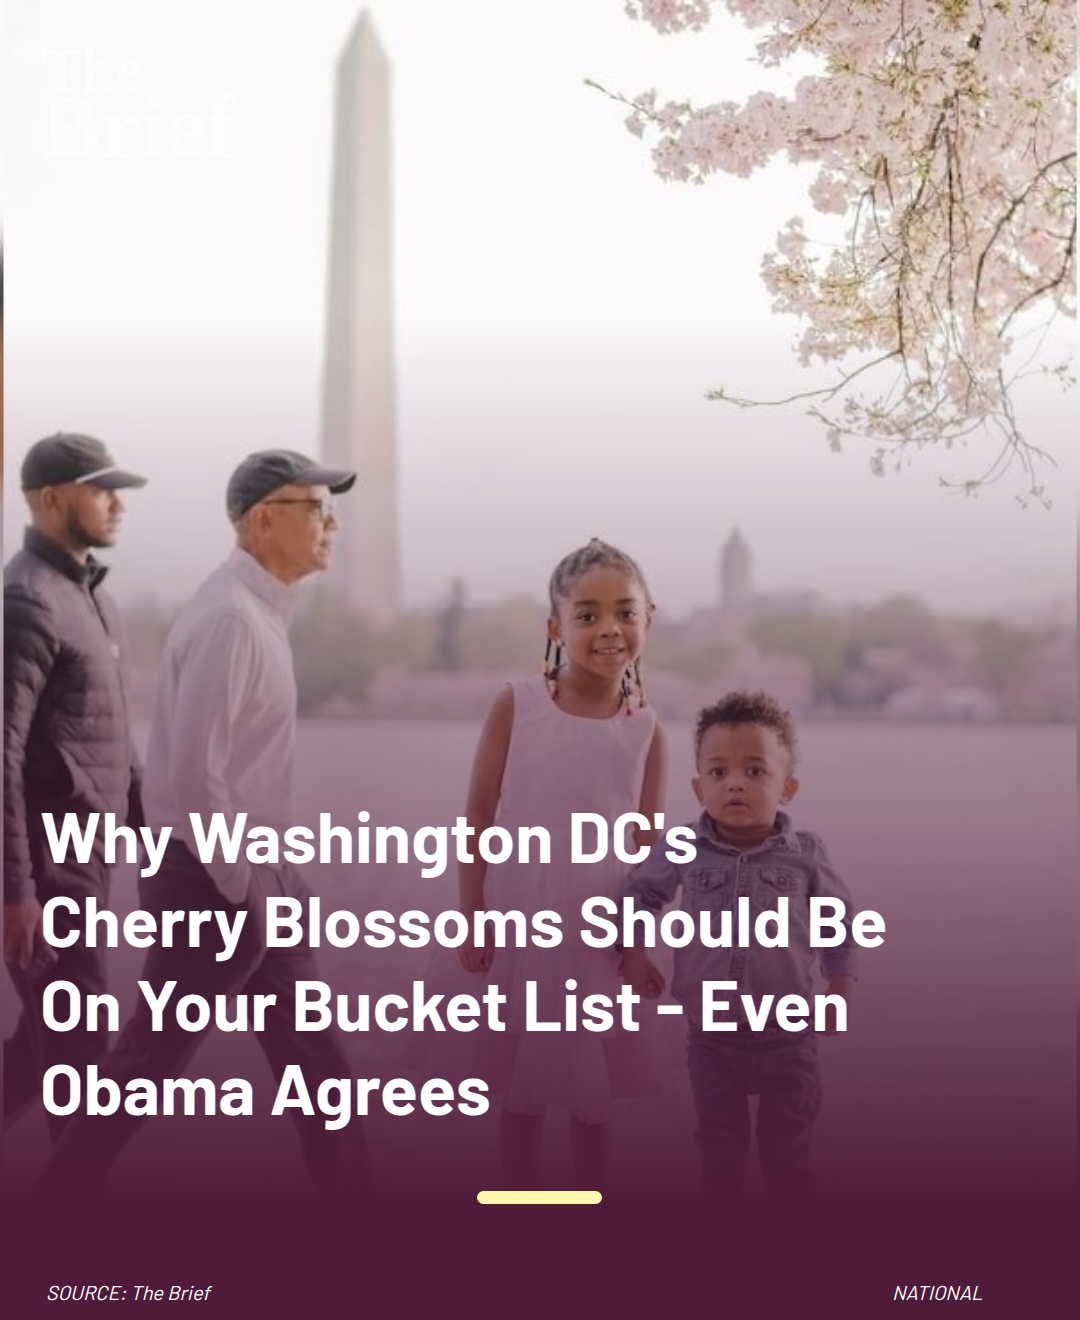 The
Brief
Why Washington DC's
Cherry Blossoms Should Be
On Your Bucket List - Even
Obama Agrees
SOURCE: The Brief
NATIONAL